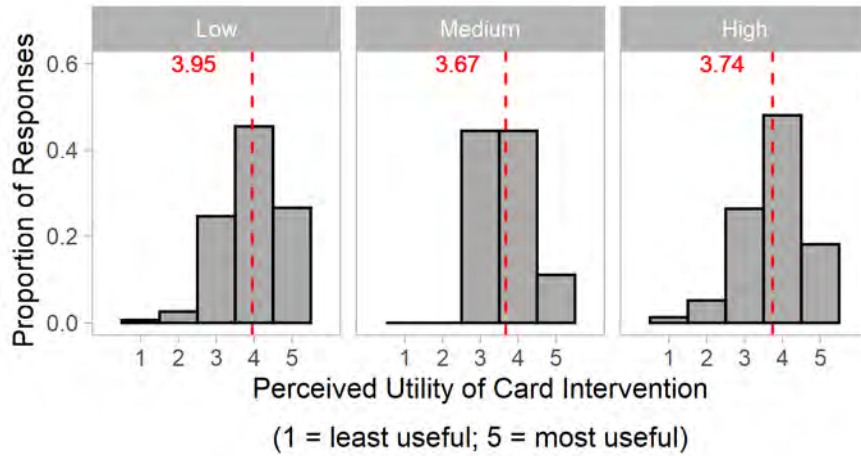 Low Medium High
3.95 3.67 3.74
Proportion of Responses
0.6
0.4
0.2
0.0
1 2 3 4 5 1 2 3 4 5 1 2 3 4 5
Perceived Utility of Card Intervention
(1 = least useful; 5 = most useful)